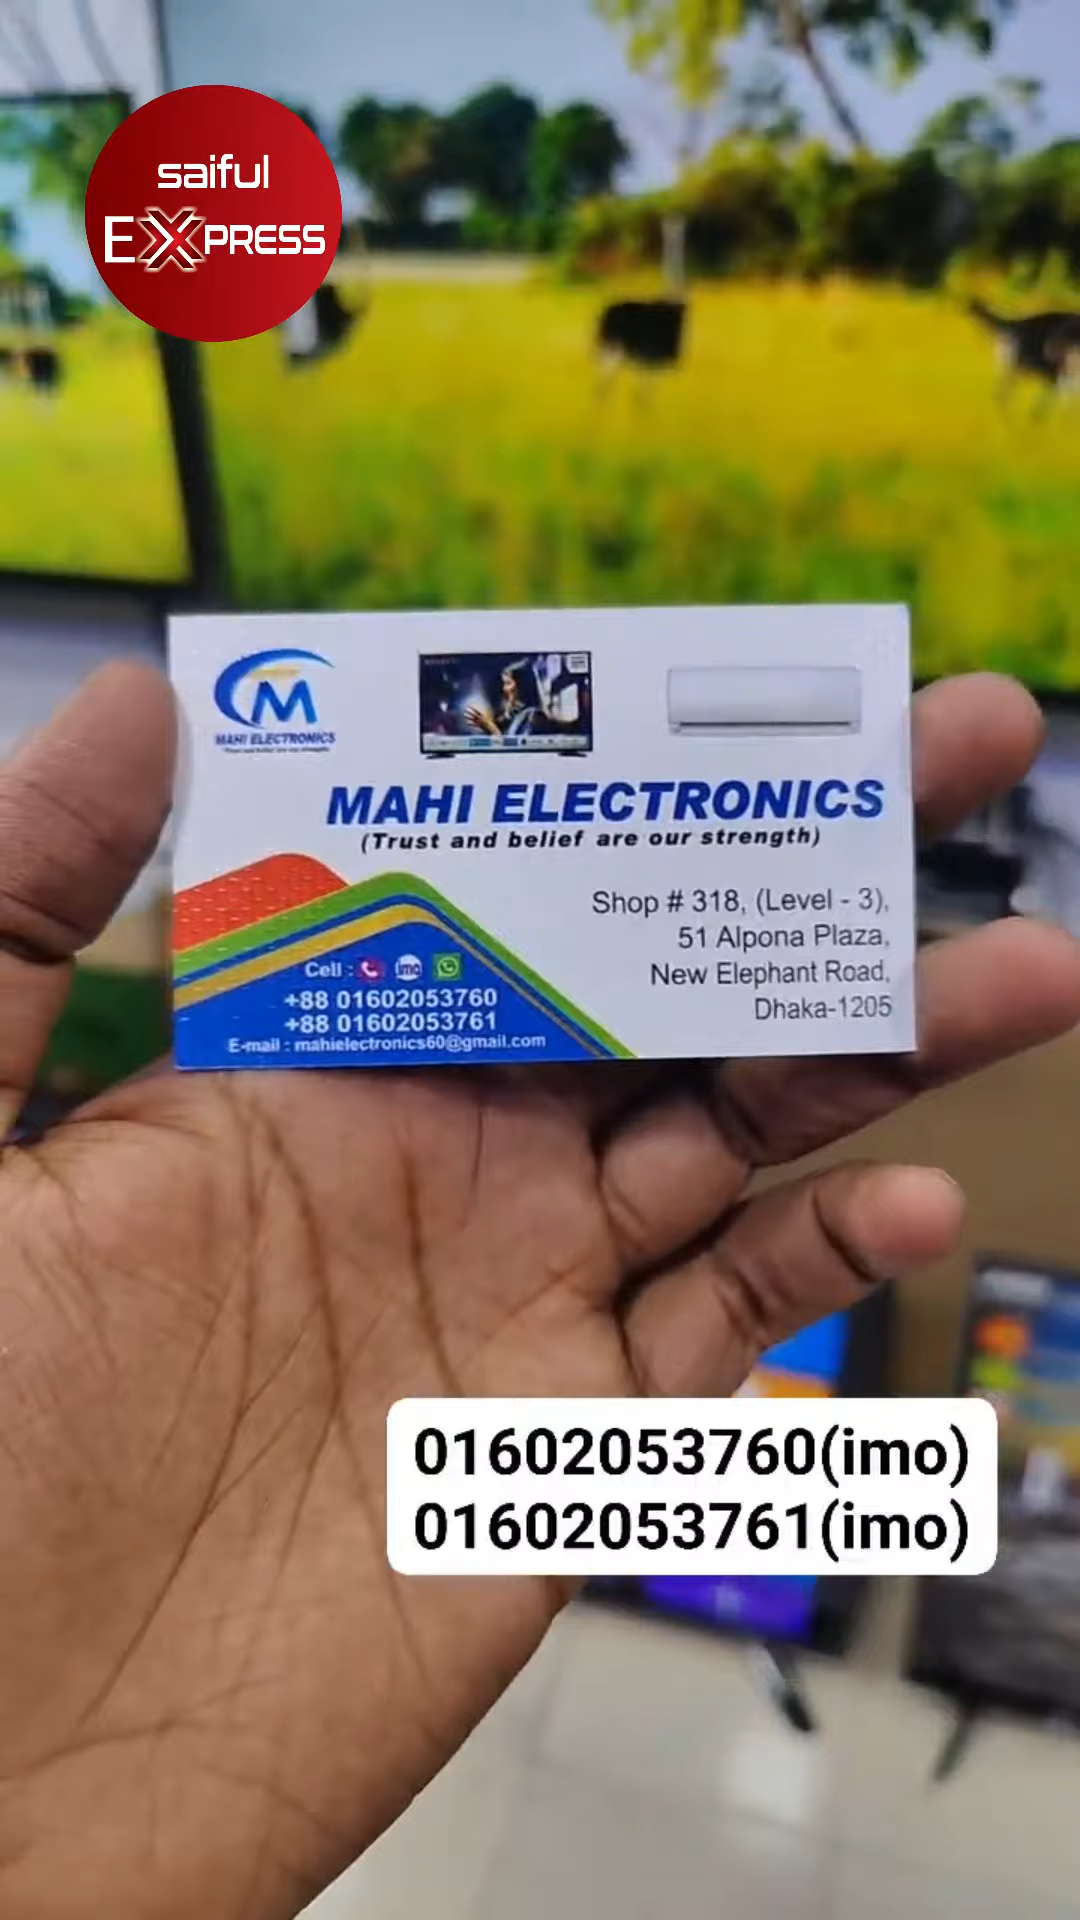 saiful
EXPRESS
MAHI ELECTRONICS
MAHI ELECTRONICS
(Trust and belief are our strength)
Shop # 318, (Level - 3),
51 Alpona Plaza,
New Elephant Road,
Dhaka-1205
Cell : imo
+88 01602053760
+88 01602053761
E-mail : mahielectronics60@gmail.com
01602053760(imo)
01602053761(imo)